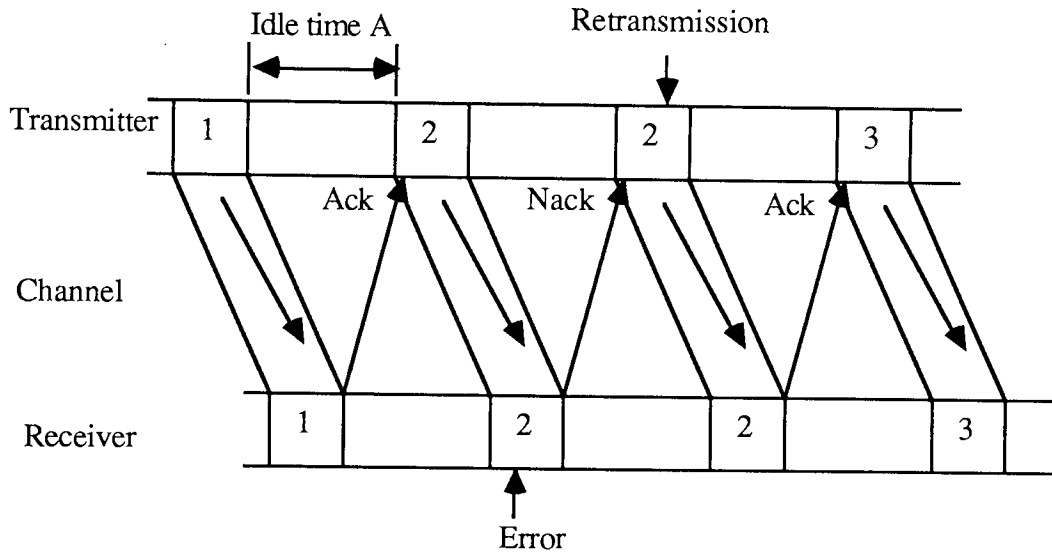 Idle time A
Retransmission
Transmitter
1
2
2
3
Ack
Nack
Ack
Channel
Receiver
1
2
2
3
Error